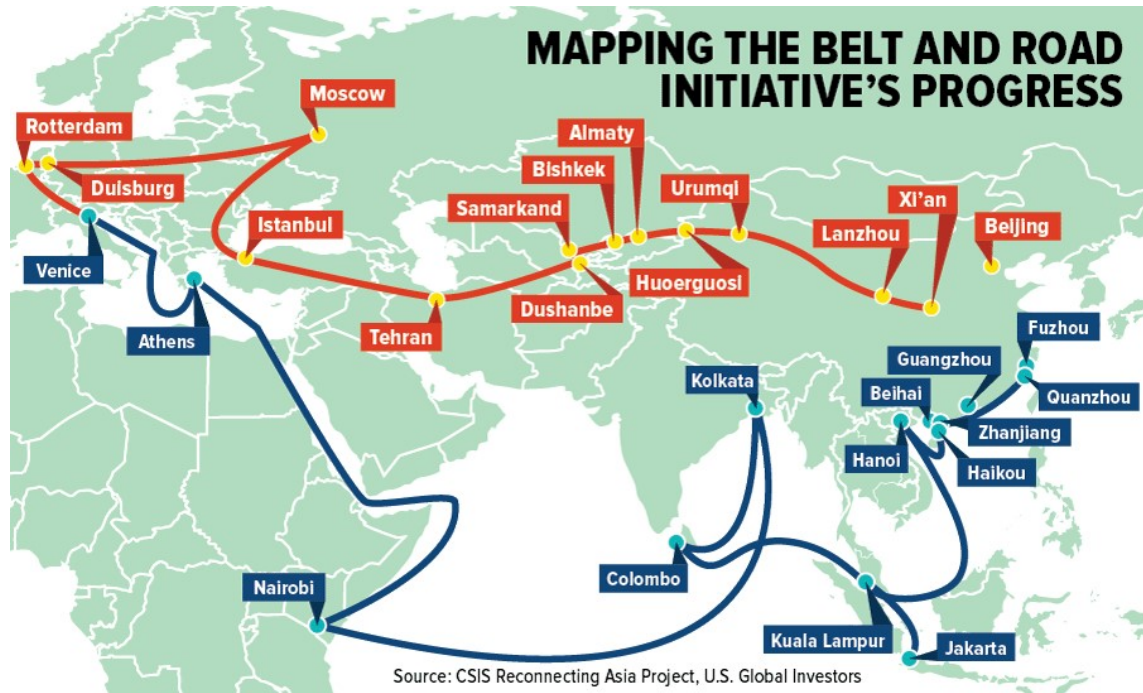 MAPPING THE BELT AND ROAD
INITIATIVE'S PROGRESS
Moscow
Rotterdam
Almaty
Bishkek
Duisburg
Urumqi
Xi'an
Samarkand
Istanbul
Lanzhou
Beijing
Venice
Huoerguosi
Dushanbe
Tehran
Athens
Fuzhou
Guangzhou
Kolkata
Beihai
Quanzhou
Zhanjiang
Hanoi
Haikou
Colombo
Nairobi
Kuala Lampur
Jakarta
Source: CSIS Reconnecting Asia Project, U.S. Global Investors